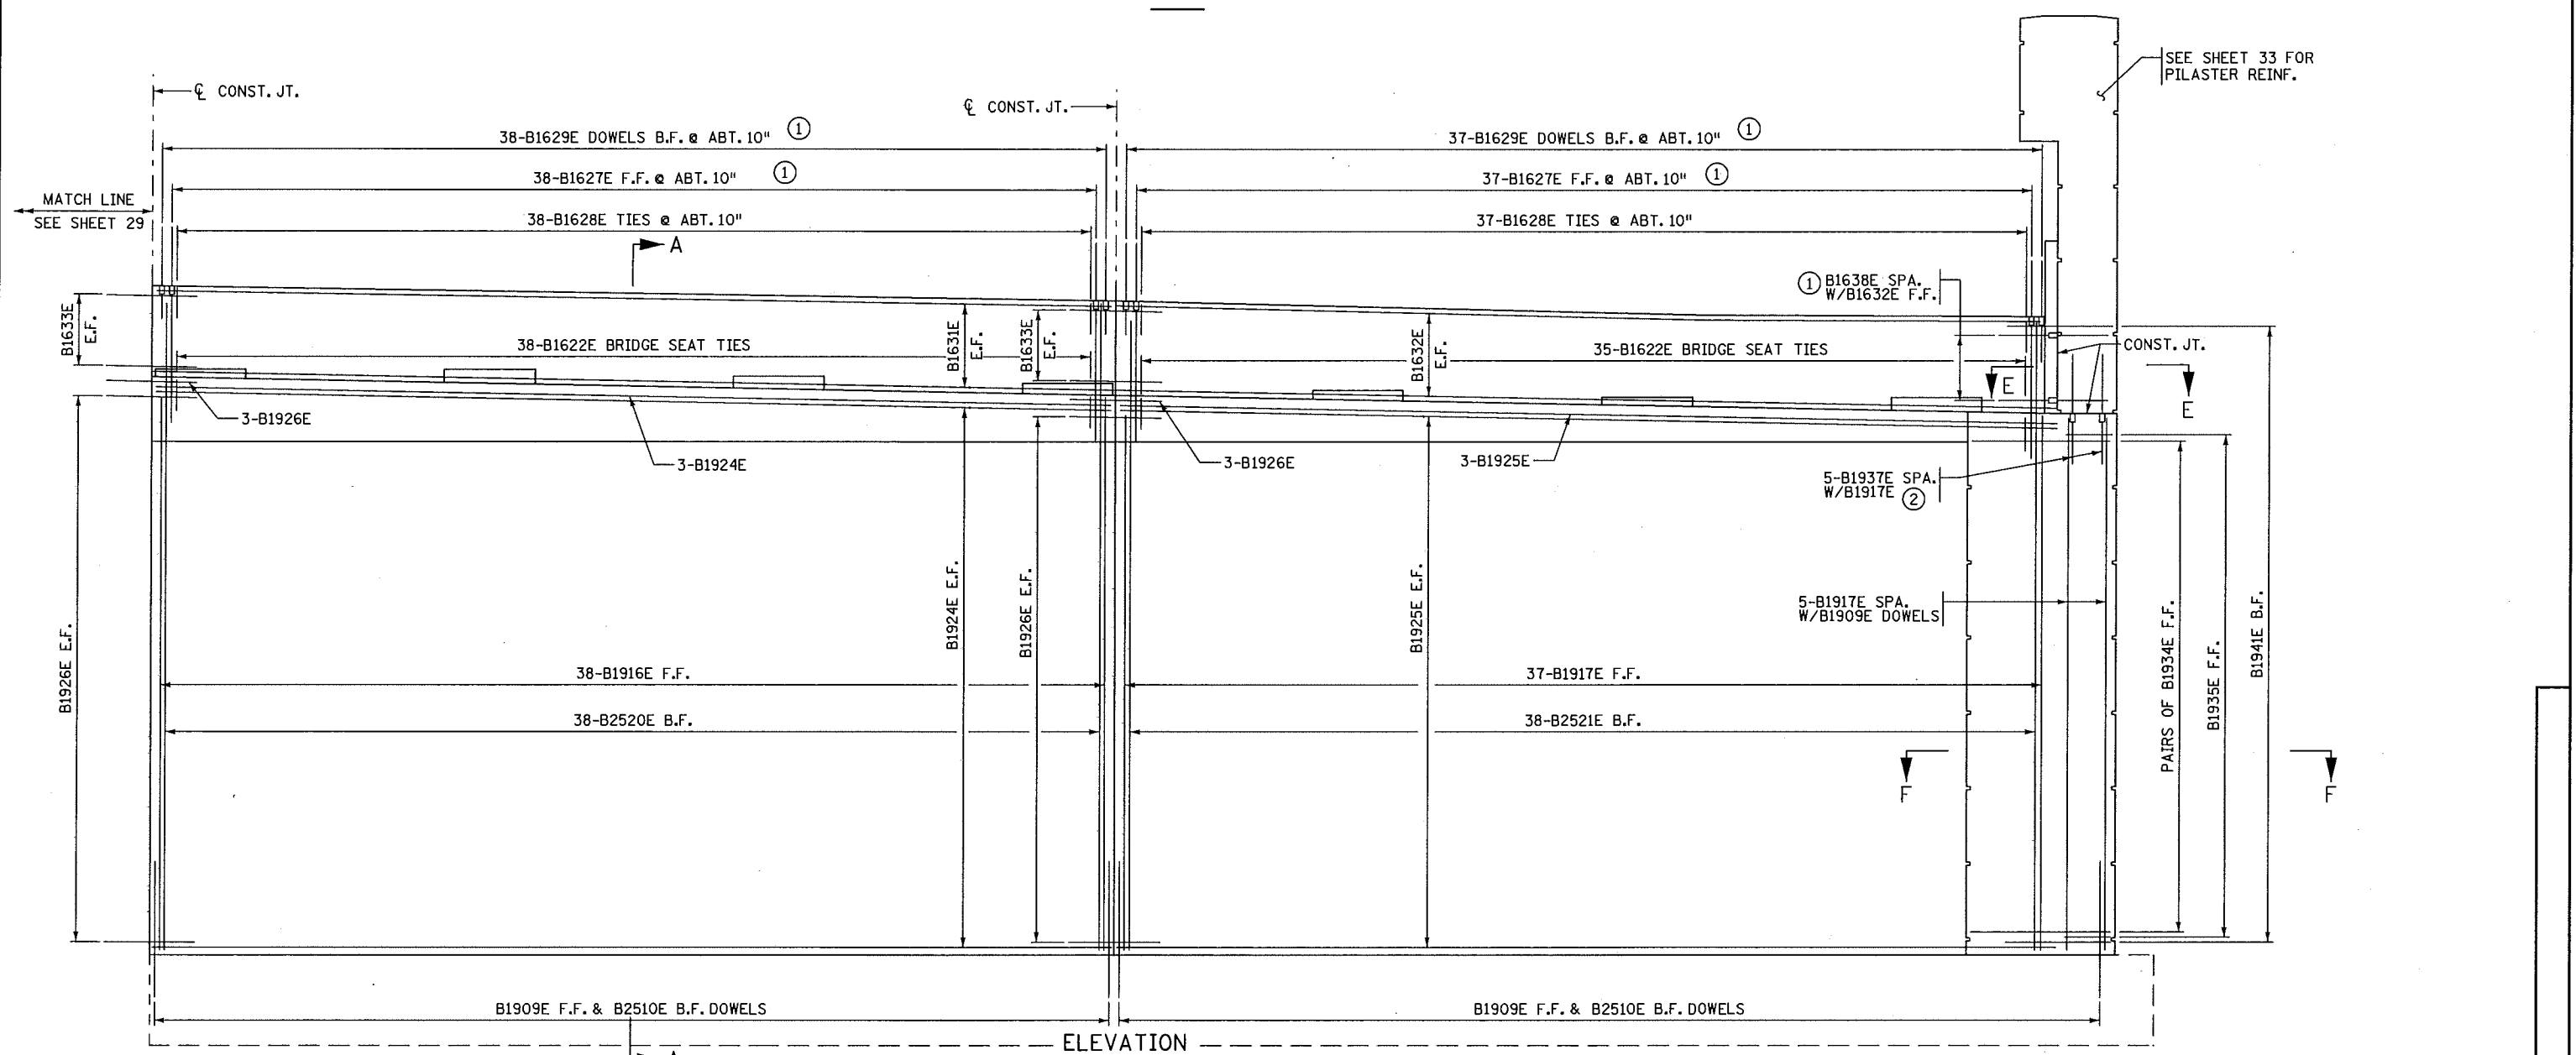 SEE SHEET 33 FOR
PILASTER REINF.
℄ CONST. JT.
℄ CONST. JT.
38-B1629E DOWELS B.F. @ ABT. 10" ①
37-B1629E DOWELS B.F. @ ABT. 10" ①
38-B1627E F.F. @ ABT. 10" ①
37-B1627E F.F. @ ABT. 10" ①
MATCH LINE
SEE SHEET 29
38-B1628E TIES @ ABT. 10"
37-B1628E TIES @ ABT. 10"
A
① B1638E SPA.
W/B1632E F.F.
B1633E
E.F.
38-B1622E BRIDGE SEAT TIES
B1631E
E.F.
B1633E
E.F.
B1632E
E.F.
35-B1622E BRIDGE SEAT TIES
CONST. JT.
E
E
3-B1926E
3-B1924E
3-B1926E
3-B1925E
5-B1937E SPA.
W/B1917E ②
B1926E E.F.
B1924E E.F.
B1926E E.F.
B1925E E.F.
5-B1917E SPA.
W/B1909E DOWELS
PAIRS OF B1934E F.F.
B1935E F.F.
B1941E B.F.
38-B1916E F.F.
37-B1917E F.F.
38-B2520E B.F.
38-B2521E B.F.
F
F
B1909E F.F. & B2510E B.F. DOWELS
B1909E F.F. & B2510E B.F. DOWELS
ELEVATION
A